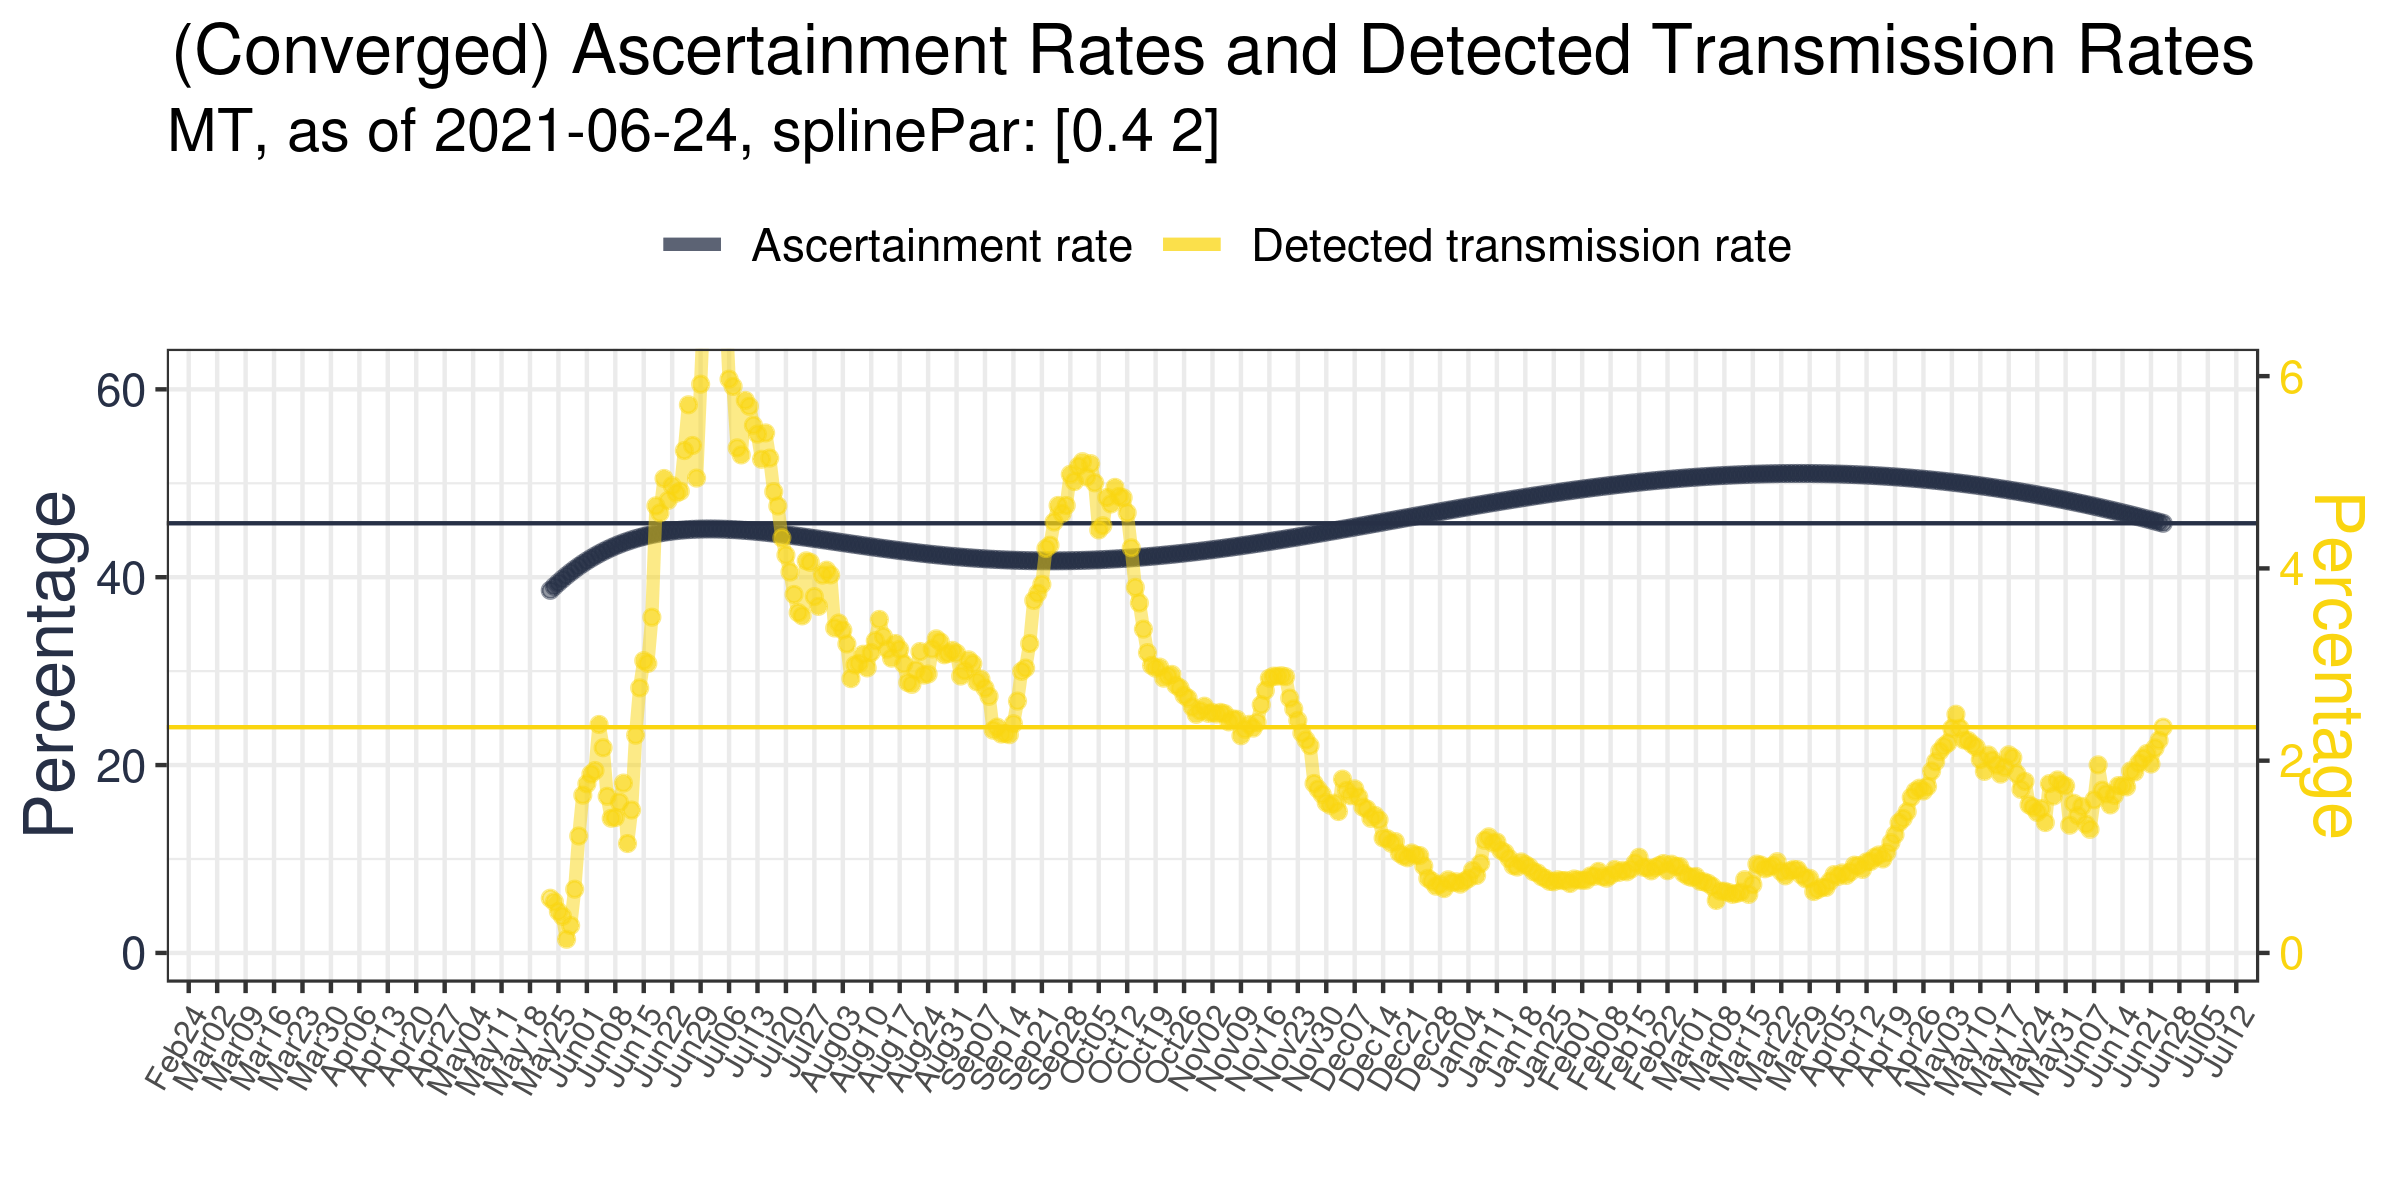 (Converged) Ascertainment Rates and Detected Transmission Rates
MT, as of 2021-06-24, splinePar: [0.4 2]
Ascertainment rate
Detected transmission rate
Percentage
60
40
20
0
6
4
2
0
Percentage
Feb24
Mar02
Mar09
Mar16
Mar23
Mar30
Apr06
Apr13
Apr20
Apr27
May04
May11
May18
May25
Jun01
Jun08
Jun15
Jun22
Jun29
Jul06
Jul13
Jul20
Jul27
Aug03
Aug10
Aug17
Aug24
Aug31
Sep07
Sep14
Sep21
Sep28
Oct05
Oct12
Oct19
Oct26
Nov02
Nov09
Nov16
Nov23
Nov30
Dec07
Dec14
Dec21
Dec28
Jan04
Jan11
Jan18
Jan25
Feb01
Feb08
Feb15
Feb22
Mar01
Mar08
Mar15
Mar22
Mar29
Apr05
Apr12
Apr19
Apr26
May03
May10
May17
May24
May31
Jun07
Jun14
Jun21
Jun28
Jul05
Jul12